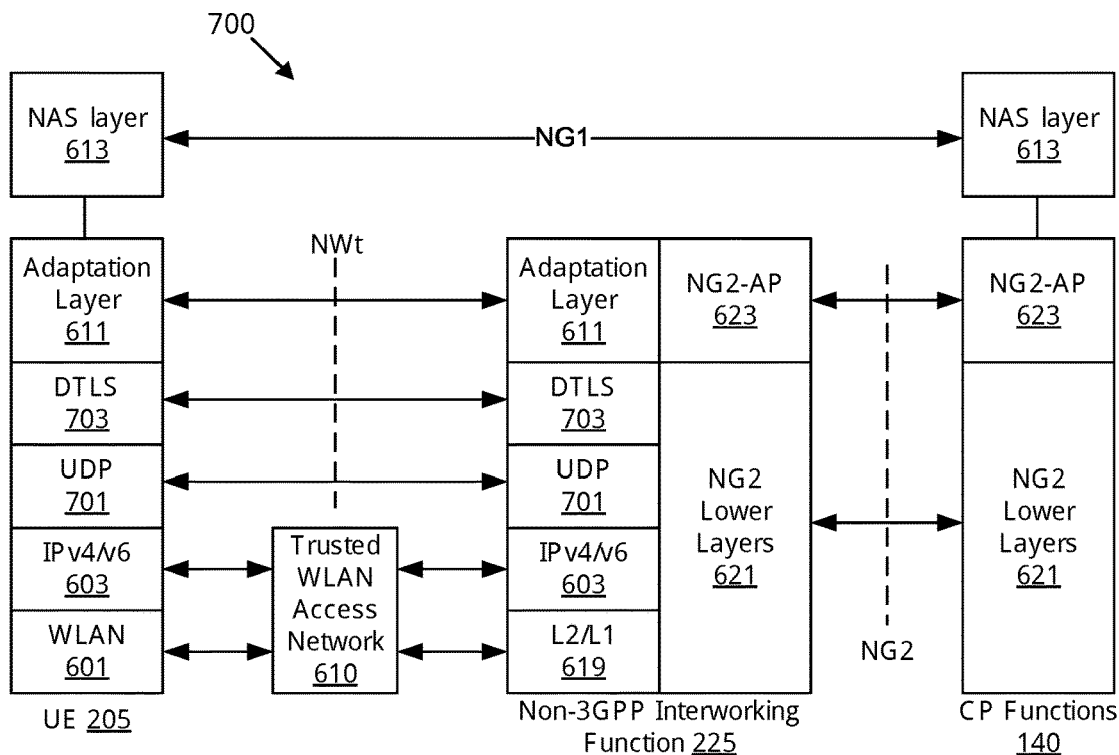 700
NAS layer
613
NG1
NAS layer
613
Adaptation
Layer
611
NWt
Adaptation
Layer
611
NG2-AP
623
NG2-AP
623
DTLS
703
DTLS
703
UDP
701
UDP
701
NG2
Lower
Layers
621
NG2
Lower
Layers
621
IPv4/v6
603
Trusted
WLAN
Access
Network
610
IPv4/v6
603
WLAN
601
L2/L1
619
NG2
UE 205
Non-3GPP Interworking
Function 225
CP Functions
140